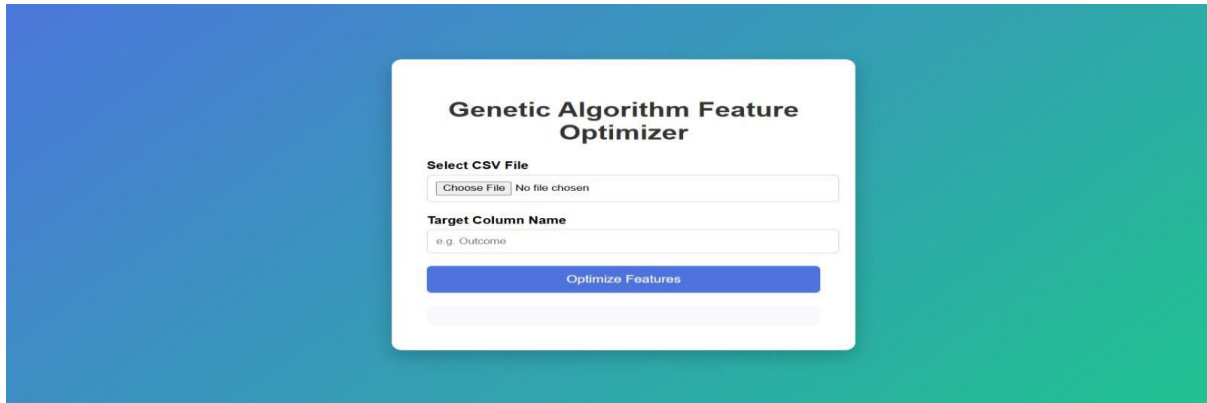 Genetic Algorithm Feature
Optimizer
Select CSV File
Choose File No file chosen
Target Column Name
e.g. Outcome
Optimize Features